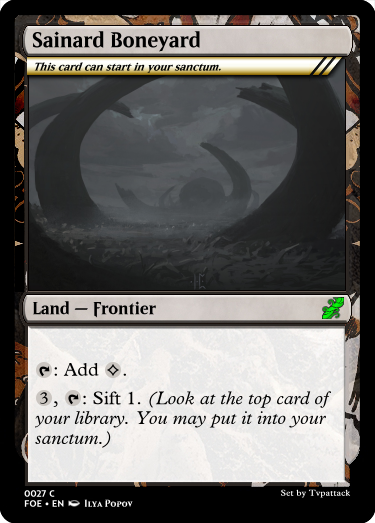 Sainard Boneyard
This card can start in your sanctum.
Land — Frontier
: Add .
3, : Sift 1. (Look at the top card of
your library. You may put it into your
sanctum.)
0027 C
FOE • EN Ilya Popov
Set by Tvpattack